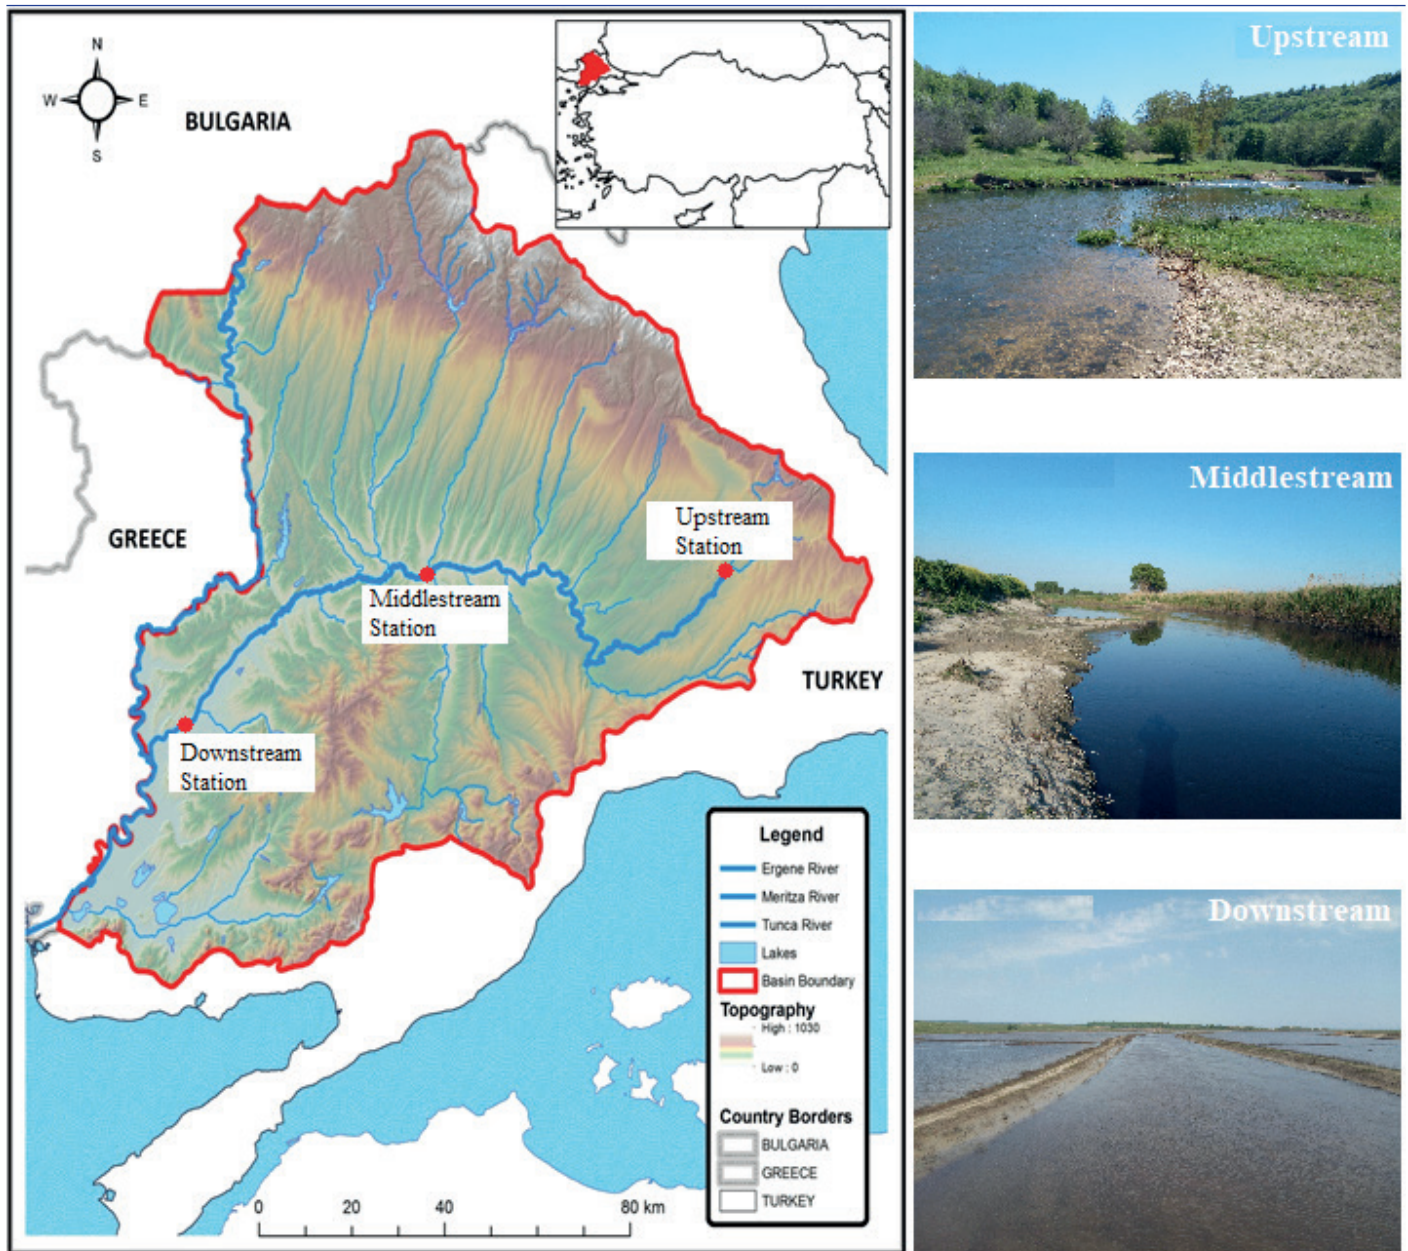 N
W E
S
BULGARIA
GREECE
TURKEY
Upstream
Station
Middlestream
Station
Downstream
Station
Legend
Ergene River
Meritza River
Tunca River
Lakes
Basin Boundary
Topography
High : 1030
Low : 0
Country Borders
BULGARIA
GREECE
TURKEY
0 20 40 80 km
Upstream
Middlestream
Downstream